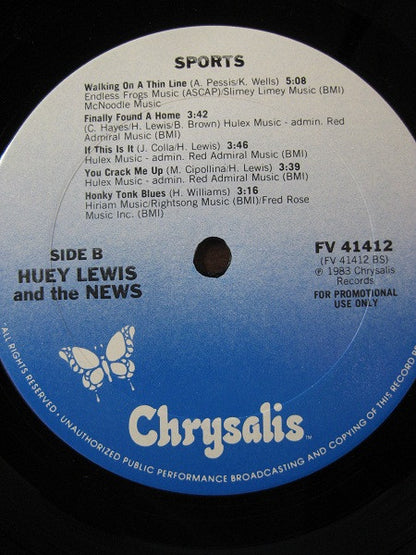 SPORTS
Walking On A Thin Line (A. Pessis/K. Wells) 5:08
Endless Frogs Music (ASCAP)/Slimey Limey Music (BMI)
McNoodle Music
Finally Found A Home 3:42
(C. Hayes/H. Lewis/B. Brown) Hulex Music - admin. Red
Admiral Music (BMI)
If This Is It (J. Colla/H. Lewis) 3:46
Hulex Music - admin. Red Admiral Music (BMI)
You Crack Me Up (M. Cipollina/H. Lewis) 3:39
Hulex Music - admin. Red Admiral Music (BMI)
Honky Tonk Blues (H. Williams) 3:16
Hiriam Music/Rightsong Music (BMI)/Fred Rose
Music Inc. (BMI)
SIDE B
HUEY LEWIS
and the NEWS
FV 41412
(FV 41412 BS)
℗ 1983 Chrysalis
Records
FOR PROMOTIONAL
USE ONLY
Chrysalis™
ALL RIGHTS RESERVED · UNAUTHORIZED PUBLIC PERFORMANCE BROADCASTING AND COPYING OF THIS RECORD